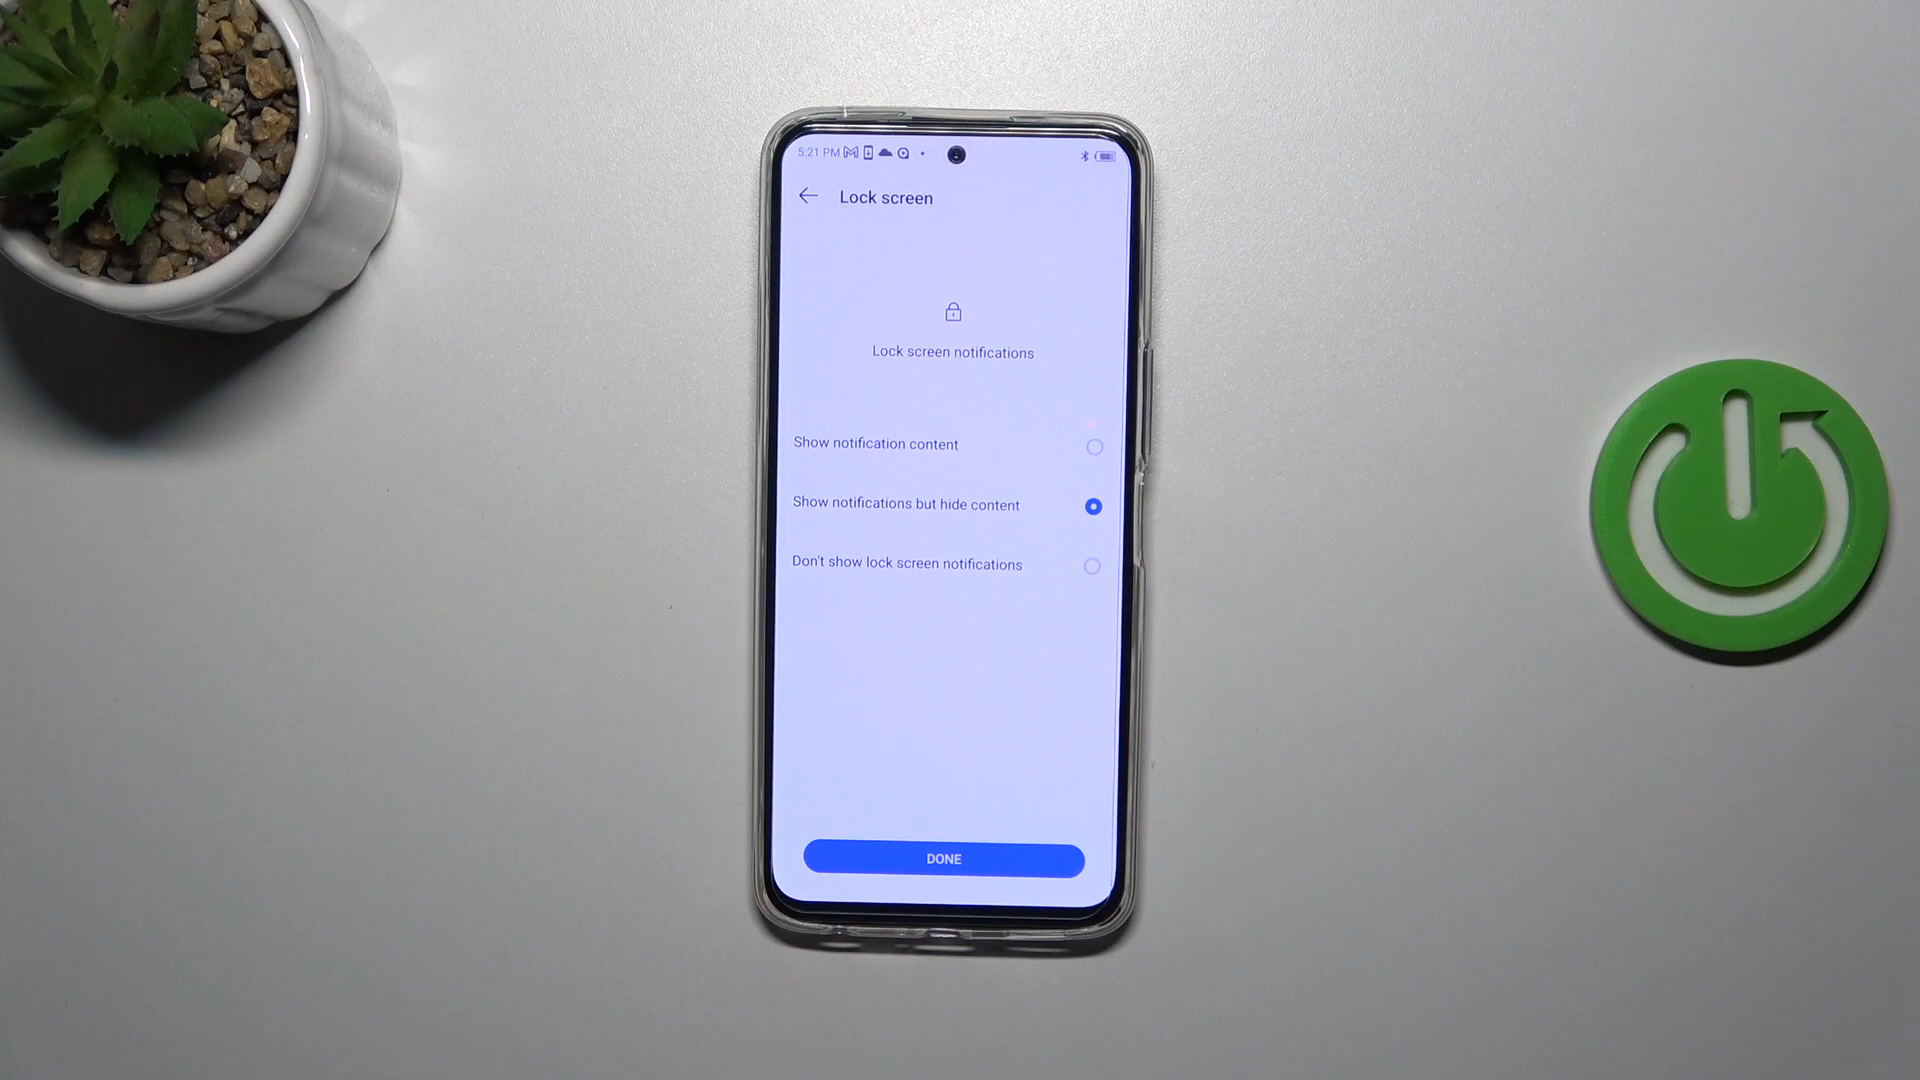 5:21 PM
Lock screen
Lock screen notifications
Show notification content
Show notifications but hide content
Don't show lock screen notifications
DONE